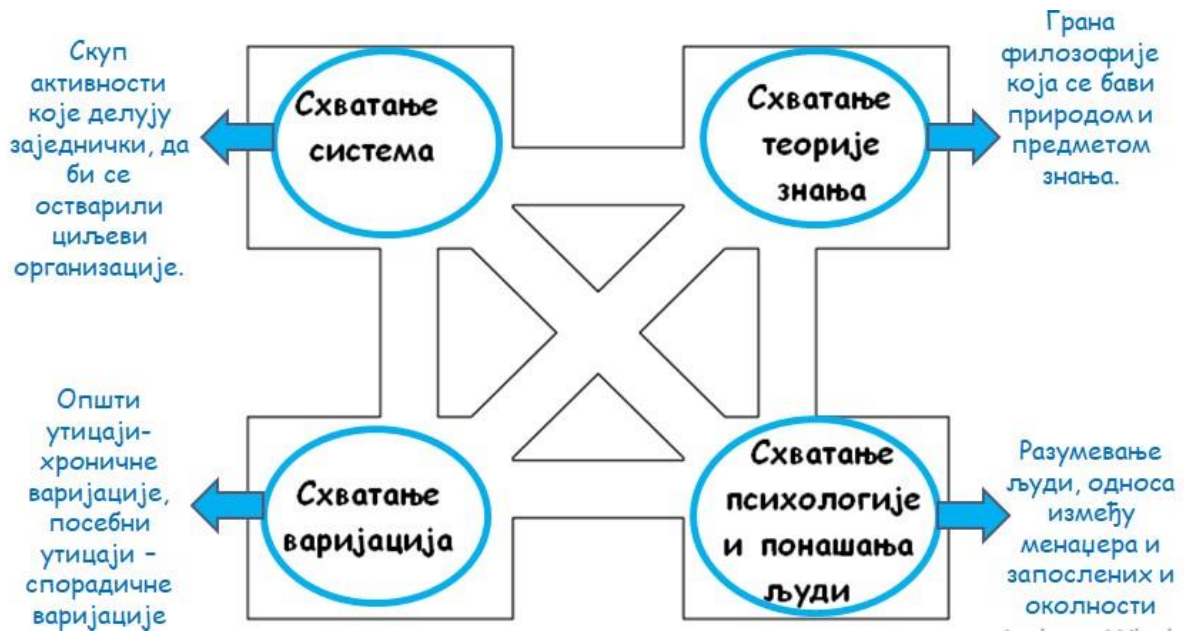 Скуп
активности
које делују
заједнички, да
би се
остварили
циљеви
организације.
Схватање
система
Схватање
теорије
знања
Грана
филозофије
која се бави
природом и
предметом
знања.
Општи
утицаји-
хроничне
варијације,
посебни
утицаји –
спорадичне
варијације
Схватање
варијација
Схватање
психологије
и понашања
људи
Разумевање
људи, односа
између
менаџера и
запослених и
околности